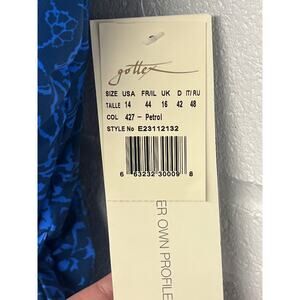 gottex
SIZE USA FR/IL UK D IT/RU
TAILLE 14 44 16 42 48
COL 427 - Petrol
STYLE No E23112132
6 63232 30009 8
ER OWN PROFILE